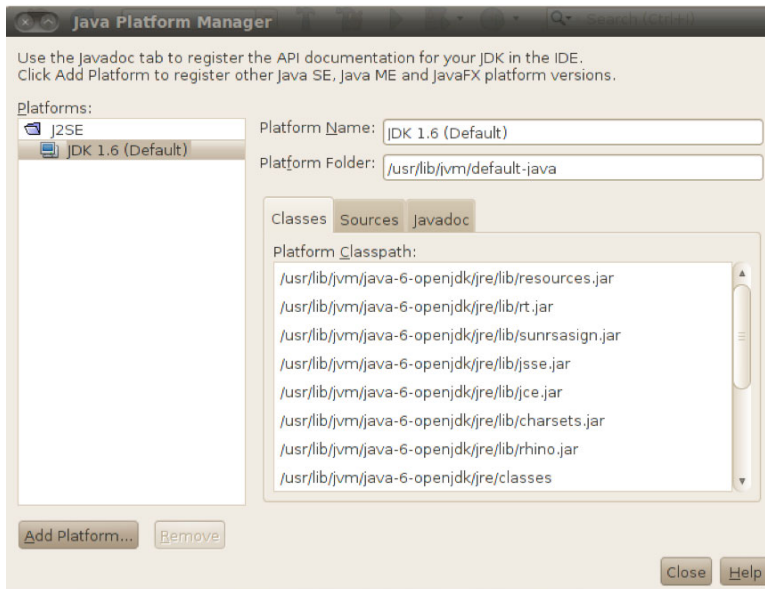 Java Platform Manager
Search (Ctrl+I)
Use the Javadoc tab to register the API documentation for your JDK in the IDE.
Click Add Platform to register other Java SE, Java ME and JavaFX platform versions.
Platforms:
J2SE
JDK 1.6 (Default)
Platform Name: JDK 1.6 (Default)
Platform Folder: /usr/lib/jvm/default-java
Classes Sources Javadoc
Platform Classpath:
/usr/lib/jvm/java-6-openjdk/jre/lib/resources.jar
/usr/lib/jvm/java-6-openjdk/jre/lib/rt.jar
/usr/lib/jvm/java-6-openjdk/jre/lib/sunrsasign.jar
/usr/lib/jvm/java-6-openjdk/jre/lib/jsse.jar
/usr/lib/jvm/java-6-openjdk/jre/lib/jce.jar
/usr/lib/jvm/java-6-openjdk/jre/lib/charsets.jar
/usr/lib/jvm/java-6-openjdk/jre/lib/rhino.jar
/usr/lib/jvm/java-6-openjdk/jre/classes
Add Platform... Remove
Close Help